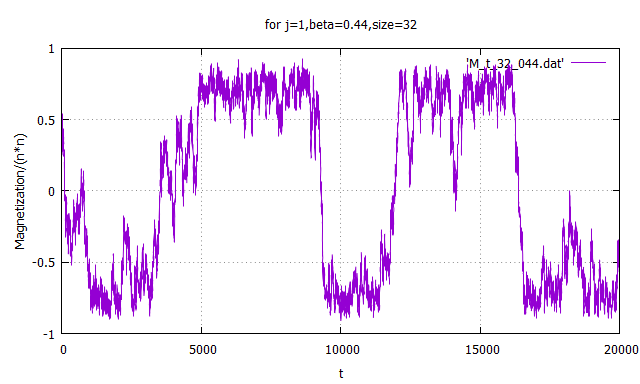 for j=1,beta=0.44,size=32
'M_t_32_044.dat'
Magnetization/(n*n)
1
0.5
0
-0.5
-1
0
5000
10000
15000
20000
t